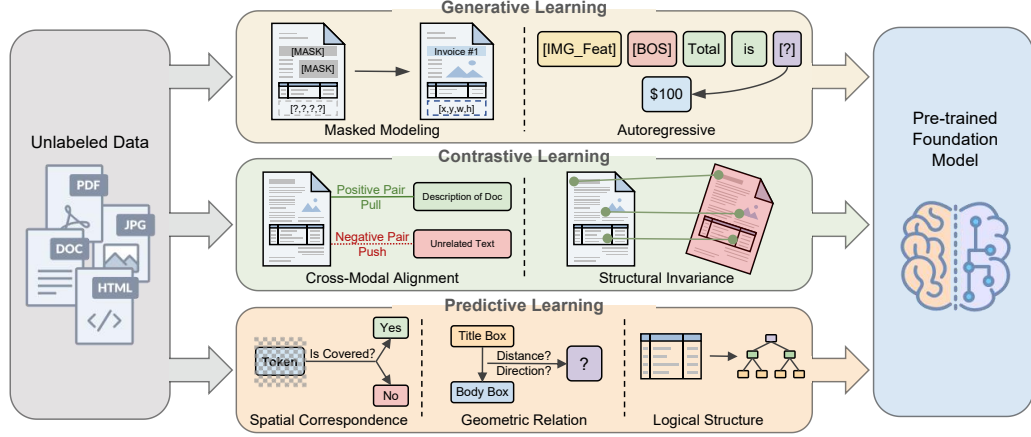 Unlabeled Data
PDF
JPG
DOC
HTML
Generative Learning
[MASK]
[MASK]
[?,?,?,?]
Invoice #1
[x,y,w,h]
Masked Modeling
[IMG_Feat]
[BOS]
Total
is
[?]
$100
Autoregressive
Contrastive Learning
Positive Pair
Pull
Description of Doc
Negative Pair
Push
Unrelated Text
Cross-Modal Alignment
Structural Invariance
Predictive Learning
Token
Is Covered?
Yes
No
Spatial Correspondence
Title Box
Distance?
Direction?
?
Body Box
Geometric Relation
Logical Structure
Pre-trained
Foundation
Model